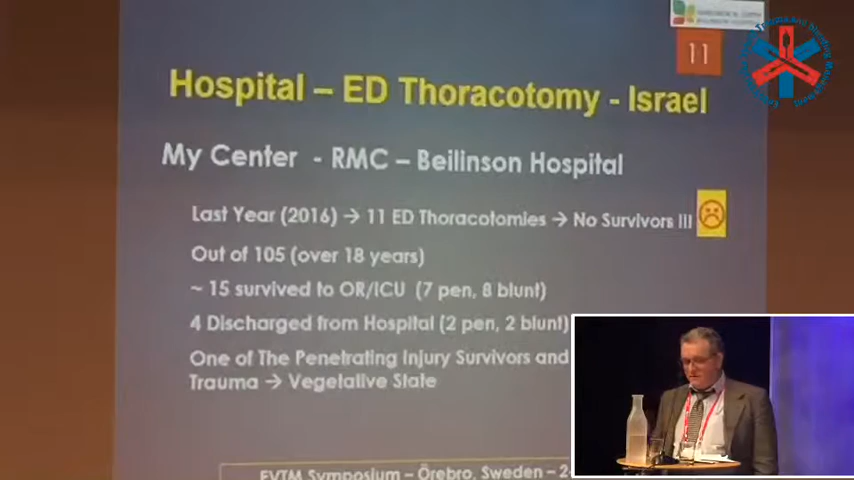 11
Hospital – ED Thoracotomy - Israel
My Center - RMC – Beilinson Hospital
Last Year (2016) → 11 ED Thoracotomies → No Survivors !!!
Out of 105 (over 18 years)
~ 15 survived to OR/ICU (7 pen, 8 blunt)
4 Discharged from Hospital (2 pen, 2 blunt)
One of The Penetrating Injury Survivors and
Trauma → Vegetative State
EVTM Symposium – Örebro, Sweden – 2